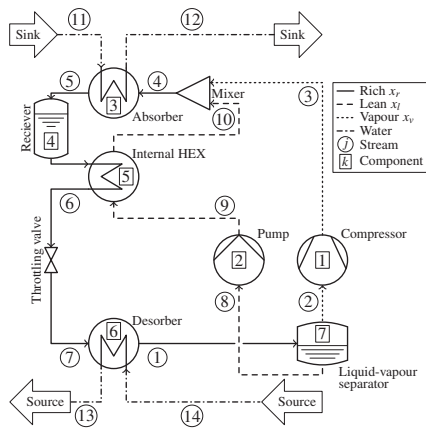 11
12
Sink
Sink
5
4
3
3
Mixer
Absorber
Reciever
4
10
Internal HEX
5
6
9
Throttling valve
Pump
Compressor
2
1
8
2
Desorber
6
7
7
1
Liquid-vapour
separator
Source
Source
13
14
Rich x_r
Lean x_l
Vapour x_v
Water
j Stream
k Component